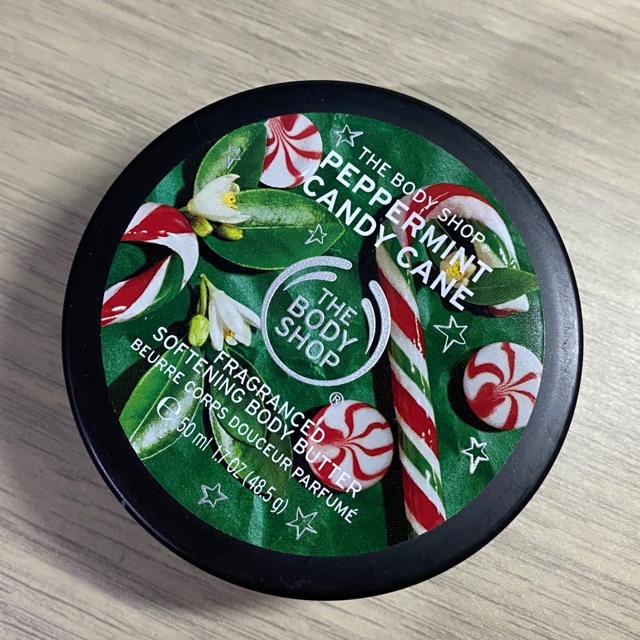 THE BODY SHOP®
PEPPERMINT
CANDY CANE
THE
BODY
SHOP
®
FRAGRANCED
SOFTENING BODY BUTTER
BEURRE CORPS DOUCEUR PARFUMÉ
℮50 ml 1.7 OZ (48.5 g)